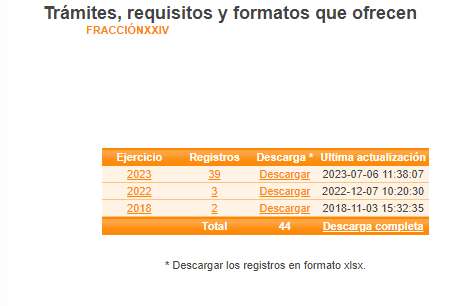 Trámites, requisitos y formatos que ofrecen
FRACCIÓNXXIV
Ejercicio Registros Descarga * Ultima actualización
2023 39 Descargar 2023-07-06 11:38:07
2022 3 Descargar 2022-12-07 10:20:30
2018 2 Descargar 2018-11-03 15:32:35
Total 44 Descarga completa
* Descargar los registros en formato xlsx.